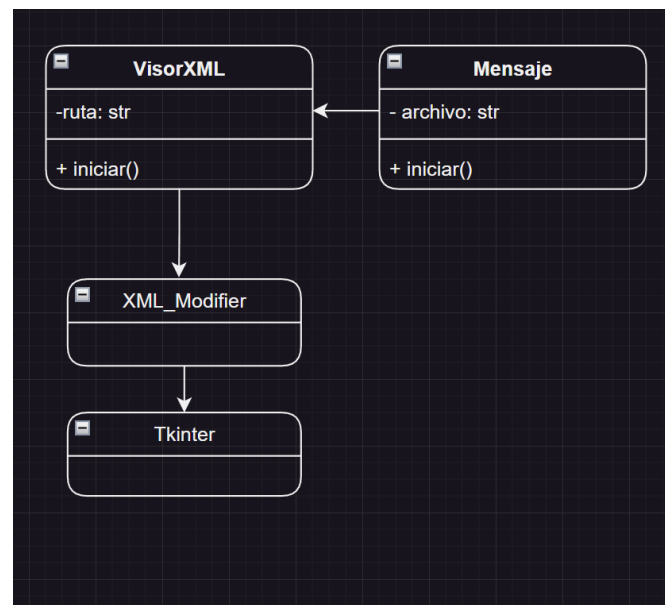 VisorXML
-ruta: str
+ iniciar()
Mensaje
- archivo: str
+ iniciar()
XML_Modifier
Tkinter